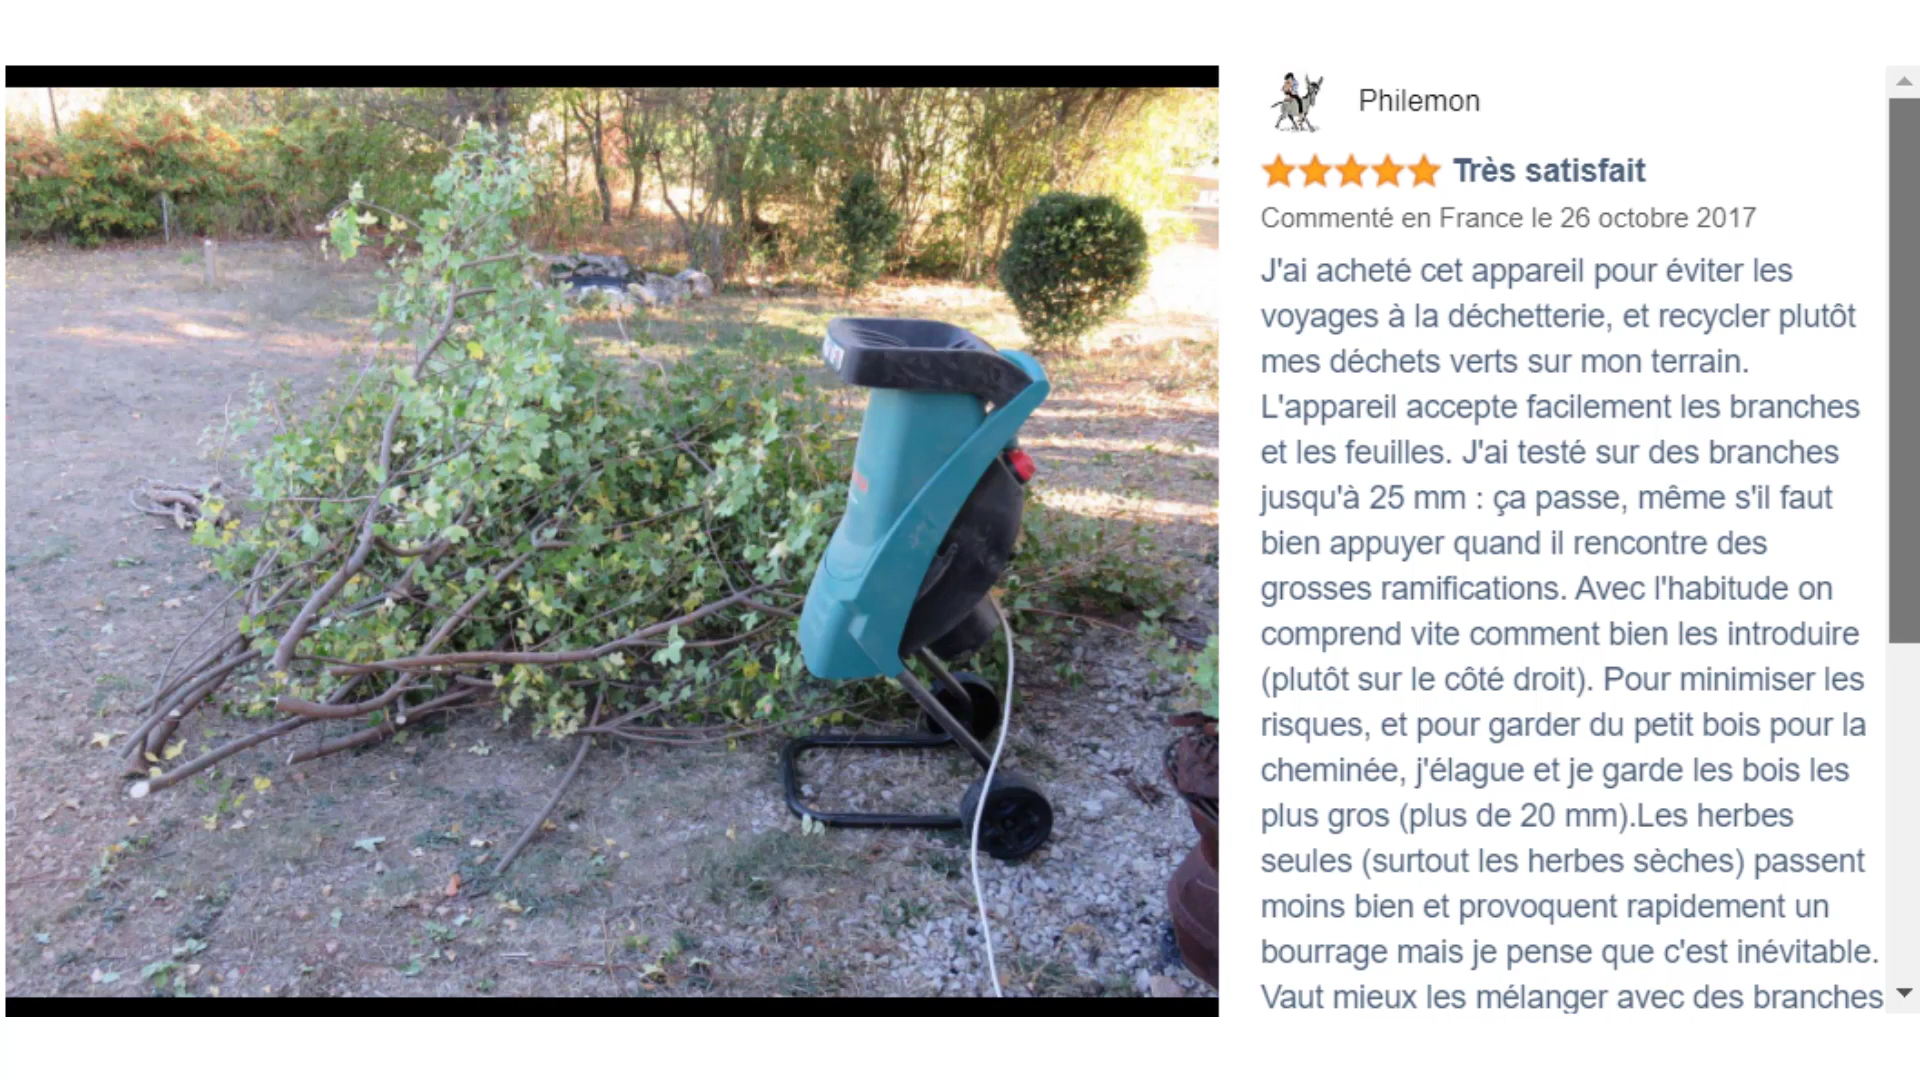 Philemon
Très satisfait
Commenté en France le 26 octobre 2017
J'ai acheté cet appareil pour éviter les
voyages à la déchetterie, et recycler plutôt
mes déchets verts sur mon terrain.
L'appareil accepte facilement les branches
et les feuilles. J'ai testé sur des branches
jusqu'à 25 mm : ça passe, même s'il faut
bien appuyer quand il rencontre des
grosses ramifications. Avec l'habitude on
comprend vite comment bien les introduire
(plutôt sur le côté droit). Pour minimiser les
risques, et pour garder du petit bois pour la
cheminée, j'élague et je garde les bois les
plus gros (plus de 20 mm).Les herbes
seules (surtout les herbes sèches) passent
moins bien et provoquent rapidement un
bourrage mais je pense que c'est inévitable.
Vaut mieux les mélanger avec des branches